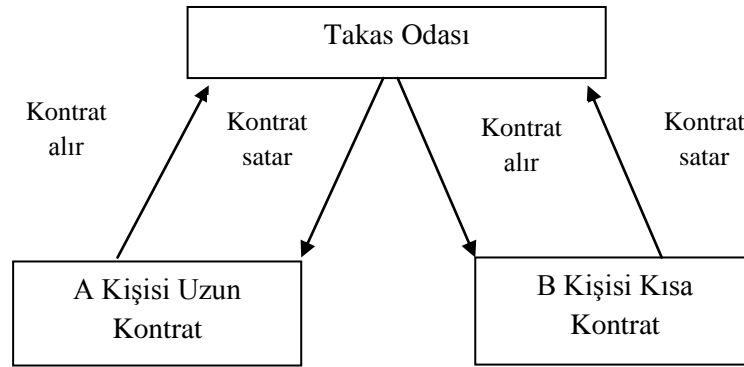 Takas Odası
Kontrat
alır
Kontrat
satar
Kontrat
alır
Kontrat
satar
A Kişisi Uzun
Kontrat
B Kişisi Kısa
Kontrat